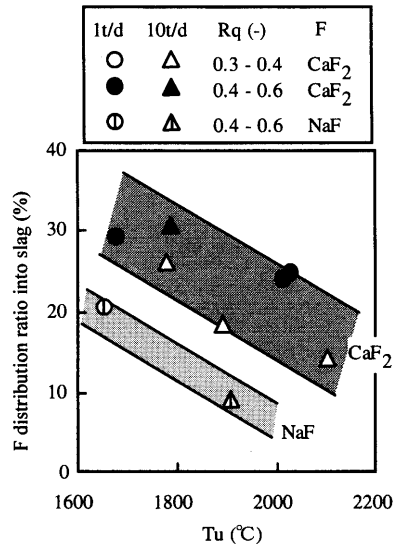 1t/d 10t/d Rq (-) F
0.3 - 0.4 CaF2
0.4 - 0.6 CaF2
0.4 - 0.6 NaF
F distribution ratio into slag (%)
40
30
20
10
0
CaF2
NaF
1600 1800 2000 2200
Tu (℃)